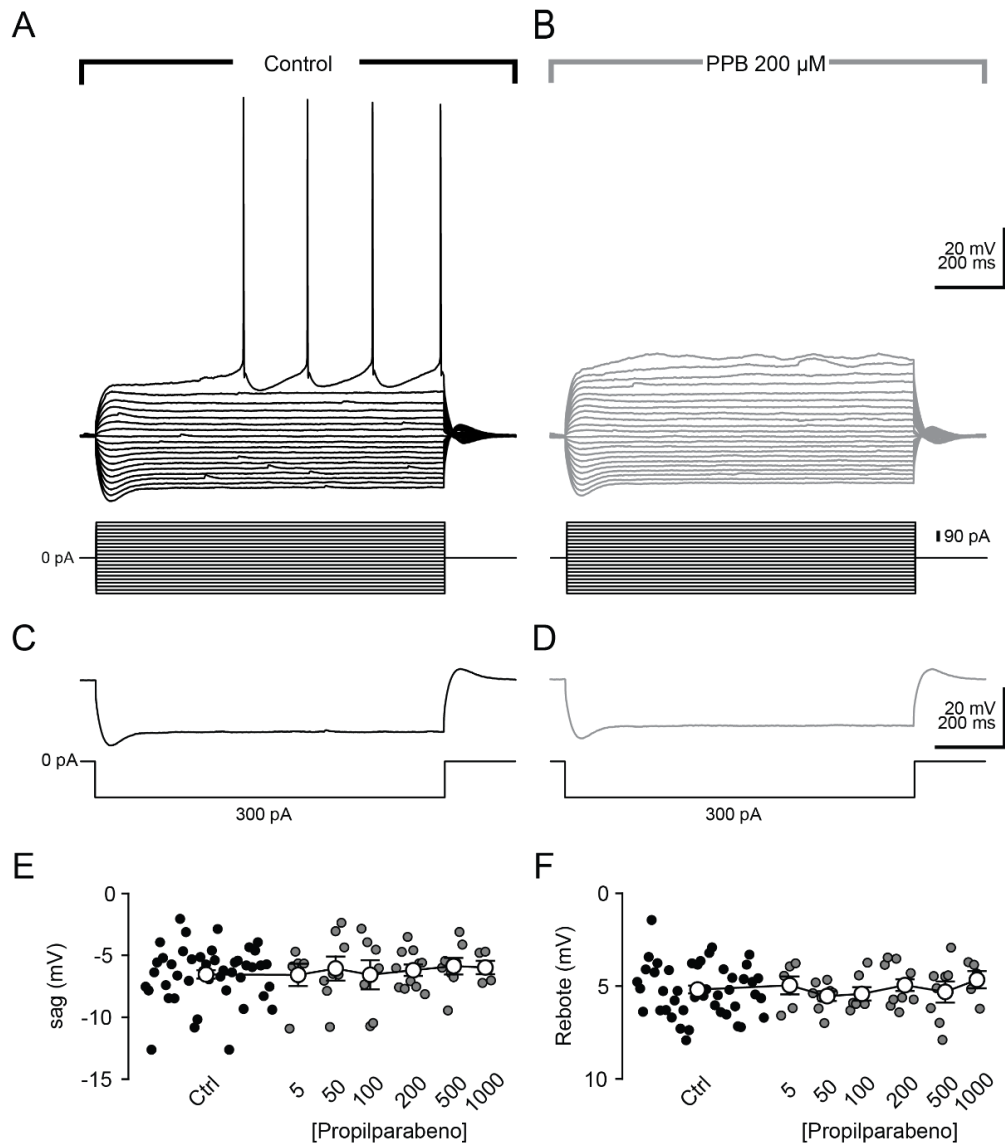 A
B
Control
PPB 200 µM
20 mV
200 ms
0 pA
90 pA
C
D
20 mV
200 ms
0 pA
300 pA
300 pA
E
F
0
-5
-10
-15
sag (mV)
Ctrl
5
50
100
200
500
1000
[Propilparabeno]
0
5
10
Rebote (mV)
Ctrl
5
50
100
200
500
1000
[Propilparabeno]